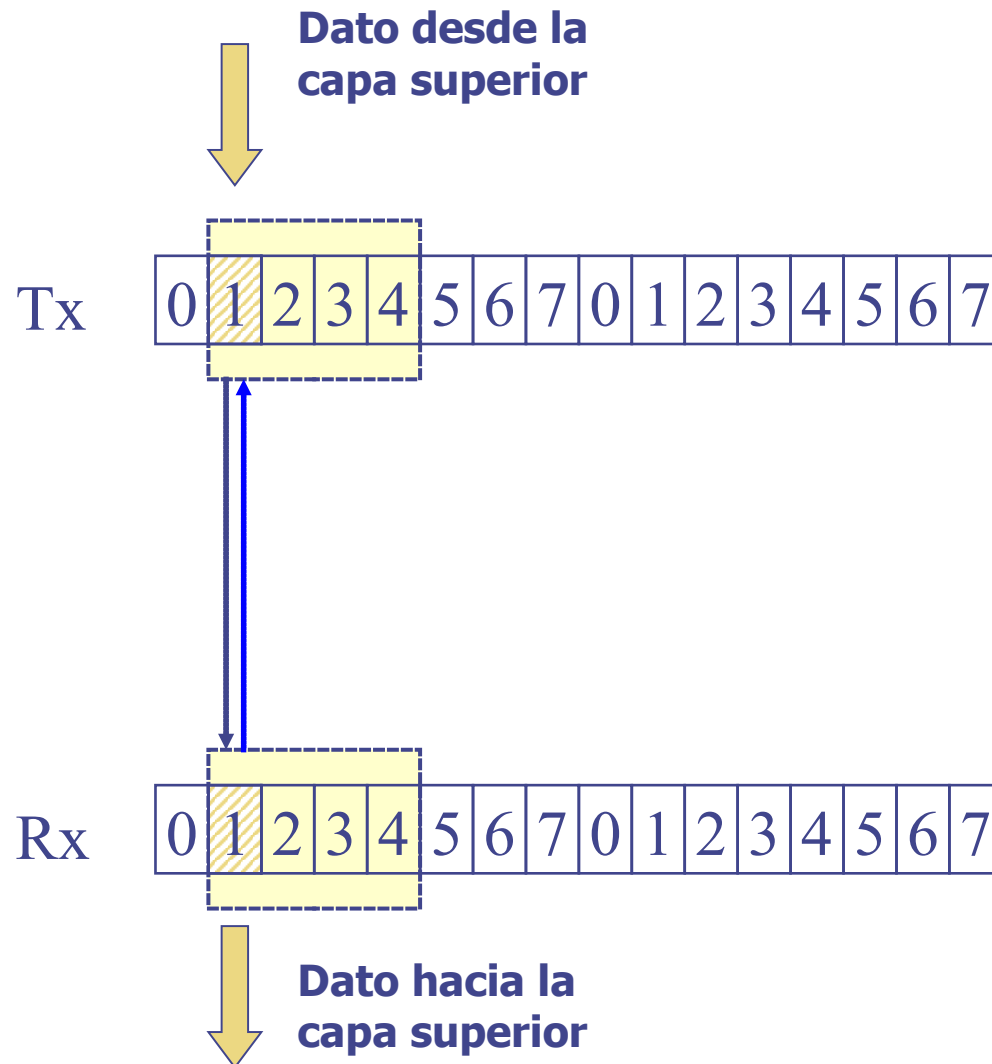 Dato desde la
capa superior
Tx 0 1 2 3 4 5 6 7 0 1 2 3 4 5 6 7
Rx 0 1 2 3 4 5 6 7 0 1 2 3 4 5 6 7
Dato hacia la
capa superior